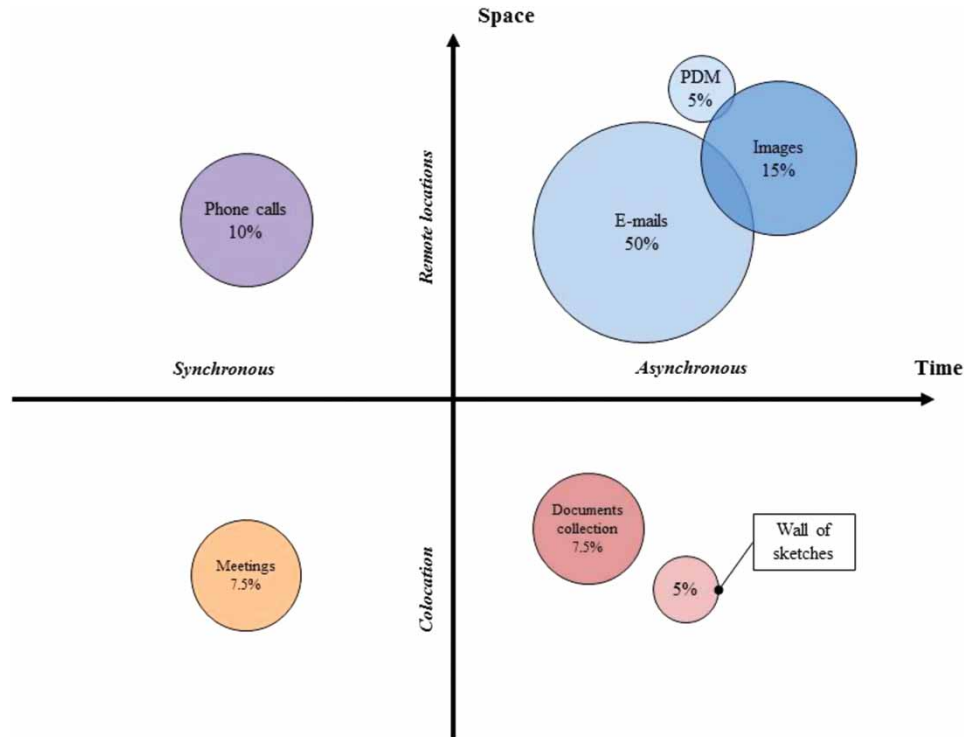 Space
PDM
5%
Images
15%
Phone calls
10%
E-mails
50%
Remote locations
Synchronous
Asynchronous
Time
Documents
collection
7.5%
Wall of
sketches
Meetings
7.5%
5%
Colocation